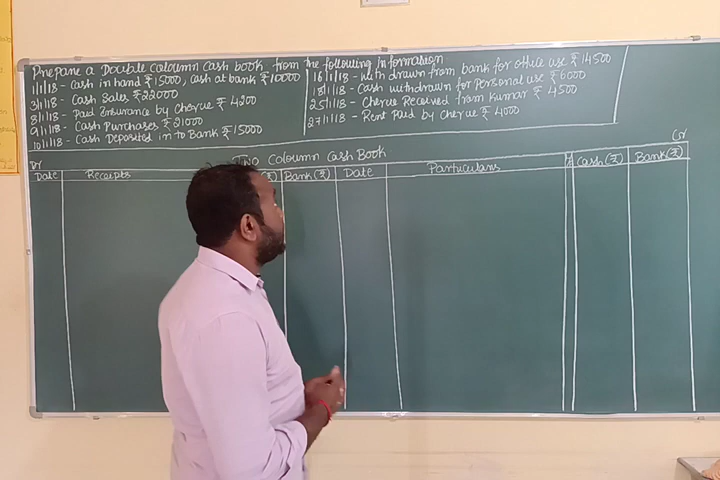 Prepare a Double Coloumn Cash book from the following information
1/1/18 - Cash in hand ₹15000, Cash at bank ₹10000
3/1/18 - Cash Sales ₹22000
8/1/18 - Paid Insurance by Cheque ₹4200
9/1/18 - Cash Purchases ₹21000
10/1/18 - Cash Deposited in to Bank ₹15000
16/1/18 - with drawn from bank for office use ₹14500
18/1/18 - Cash withdrawn for Personal use ₹6000
25/1/18 - Cheque Received from Kumar ₹4500
27/1/18 - Rent Paid by Cheque ₹4000
Dr Two Coloumn Cash Book Cr
Date Receipts (₹) Bank(₹) Date Particulars Cash(₹) Bank(₹)